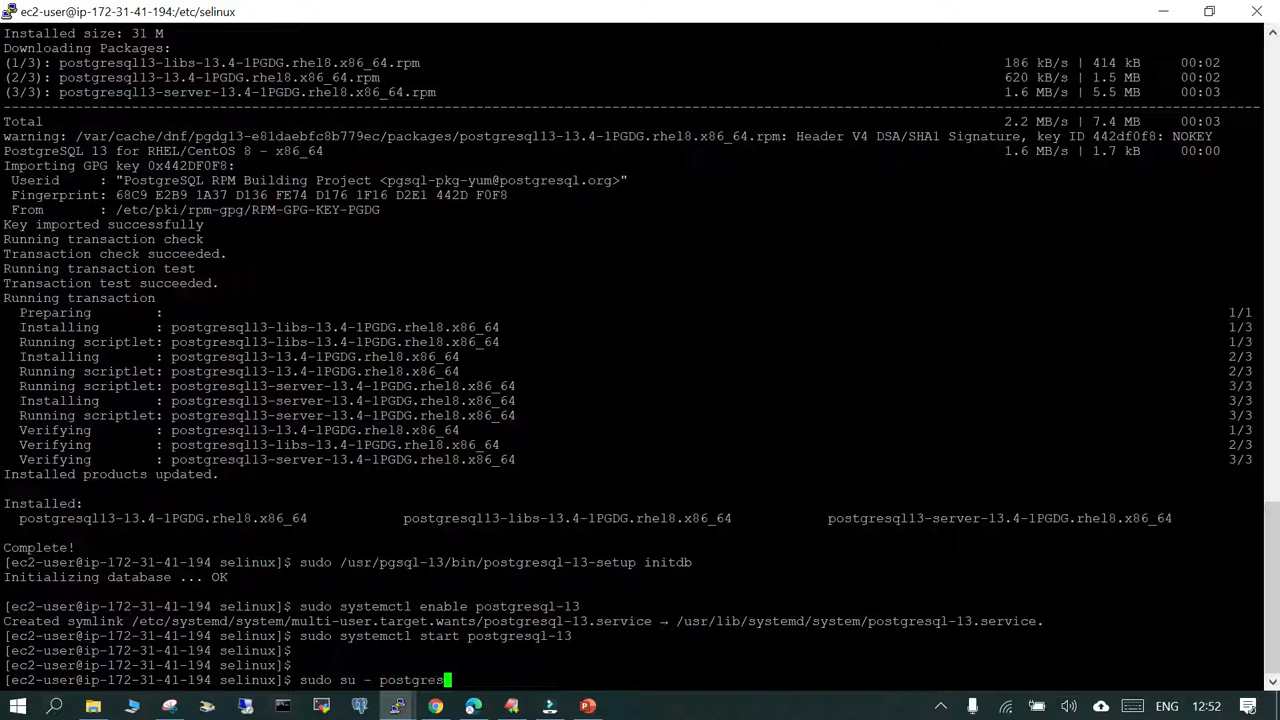 ec2-user@ip-172-31-41-194:/etc/selinux
Installed size: 31 M
Downloading Packages:
(1/3): postgresql13-libs-13.4-1PGDG.rhel8.x86_64.rpm 186 kB/s | 414 kB 00:02
(2/3): postgresql13-13.4-1PGDG.rhel8.x86_64.rpm 620 kB/s | 1.5 MB 00:02
(3/3): postgresql13-server-13.4-1PGDG.rhel8.x86_64.rpm 1.6 MB/s | 5.5 MB 00:03
--------------------------------------------------------------------------------
Total 2.2 MB/s | 7.4 MB 00:03
warning: /var/cache/dnf/pgdg13-e81daebfc8b779ec/packages/postgresql13-13.4-1PGDG.rhel8.x86_64.rpm: Header V4 DSA/SHA1 Signature, key ID 442df0f8: NOKEY
PostgreSQL 13 for RHEL/CentOS 8 - x86_64 1.6 MB/s | 1.7 kB 00:00
Importing GPG key 0x442DF0F8:
Userid : "PostgreSQL RPM Building Project <pgsql-pkg-yum@postgresql.org>"
Fingerprint: 68C9 E2B9 1A37 D136 FE74 D176 1F16 D2E1 442D F0F8
From : /etc/pki/rpm-gpg/RPM-GPG-KEY-PGDG
Key imported successfully
Running transaction check
Transaction check succeeded.
Running transaction test
Transaction test succeeded.
Running transaction
Preparing : 1/1
Installing : postgresql13-libs-13.4-1PGDG.rhel8.x86_64 1/3
Running scriptlet: postgresql13-libs-13.4-1PGDG.rhel8.x86_64 1/3
Installing : postgresql13-13.4-1PGDG.rhel8.x86_64 2/3
Running scriptlet: postgresql13-13.4-1PGDG.rhel8.x86_64 2/3
Running scriptlet: postgresql13-server-13.4-1PGDG.rhel8.x86_64 3/3
Installing : postgresql13-server-13.4-1PGDG.rhel8.x86_64 3/3
Running scriptlet: postgresql13-server-13.4-1PGDG.rhel8.x86_64 3/3
Verifying : postgresql13-13.4-1PGDG.rhel8.x86_64 1/3
Verifying : postgresql13-libs-13.4-1PGDG.rhel8.x86_64 2/3
Verifying : postgresql13-server-13.4-1PGDG.rhel8.x86_64 3/3
Installed products updated.
Installed:
postgresql13-13.4-1PGDG.rhel8.x86_64 postgresql13-libs-13.4-1PGDG.rhel8.x86_64 postgresql13-server-13.4-1PGDG.rhel8.x86_64
Complete!
[ec2-user@ip-172-31-41-194 selinux]$ sudo /usr/pgsql-13/bin/postgresql-13-setup initdb
Initializing database ... OK
[ec2-user@ip-172-31-41-194 selinux]$ sudo systemctl enable postgresql-13
Created symlink /etc/systemd/system/multi-user.target.wants/postgresql-13.service → /usr/lib/systemd/system/postgresql-13.service.
[ec2-user@ip-172-31-41-194 selinux]$ sudo systemctl start postgresql-13
[ec2-user@ip-172-31-41-194 selinux]$
[ec2-user@ip-172-31-41-194 selinux]$
[ec2-user@ip-172-31-41-194 selinux]$ sudo su - postgres
ENG 12:52